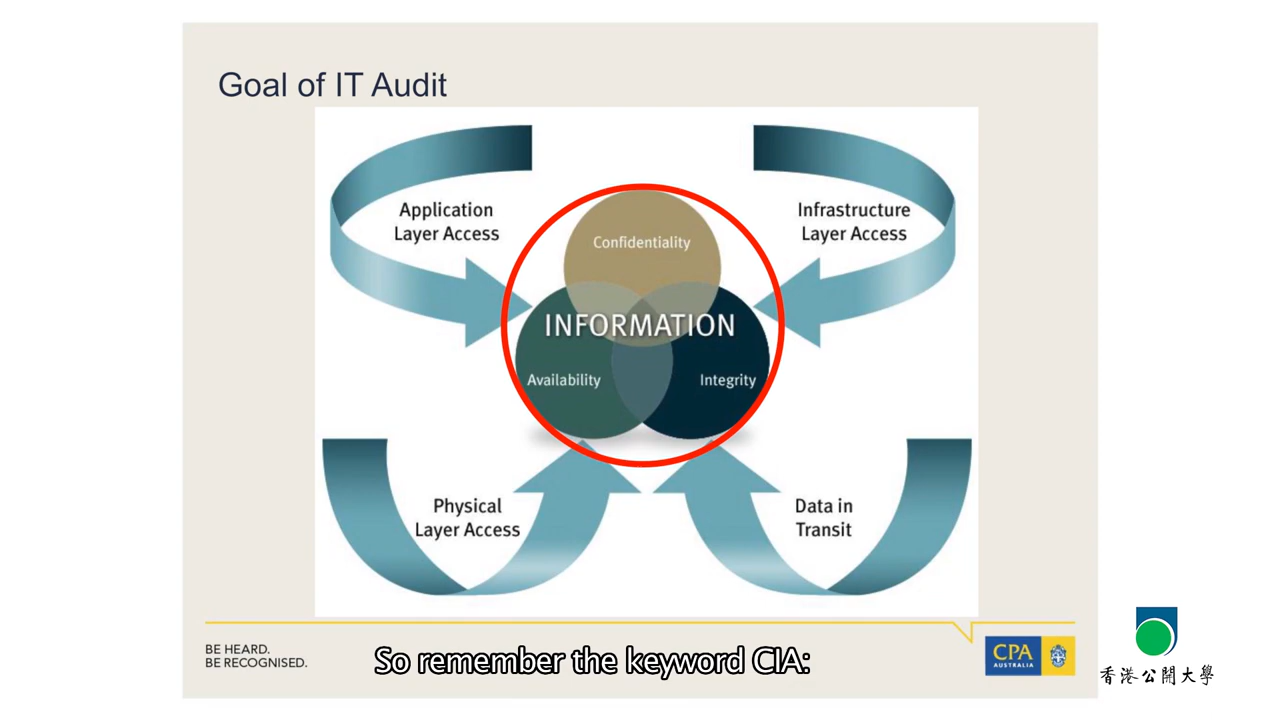 Goal of IT Audit
Application
Layer Access
Infrastructure
Layer Access
Confidentiality
INFORMATION
Availability
Integrity
Physical
Layer Access
Data in
Transit
BE HEARD.
BE RECOGNISED.
So remember the keyword CIA:
CPA
AUSTRALIA
香港公開大學